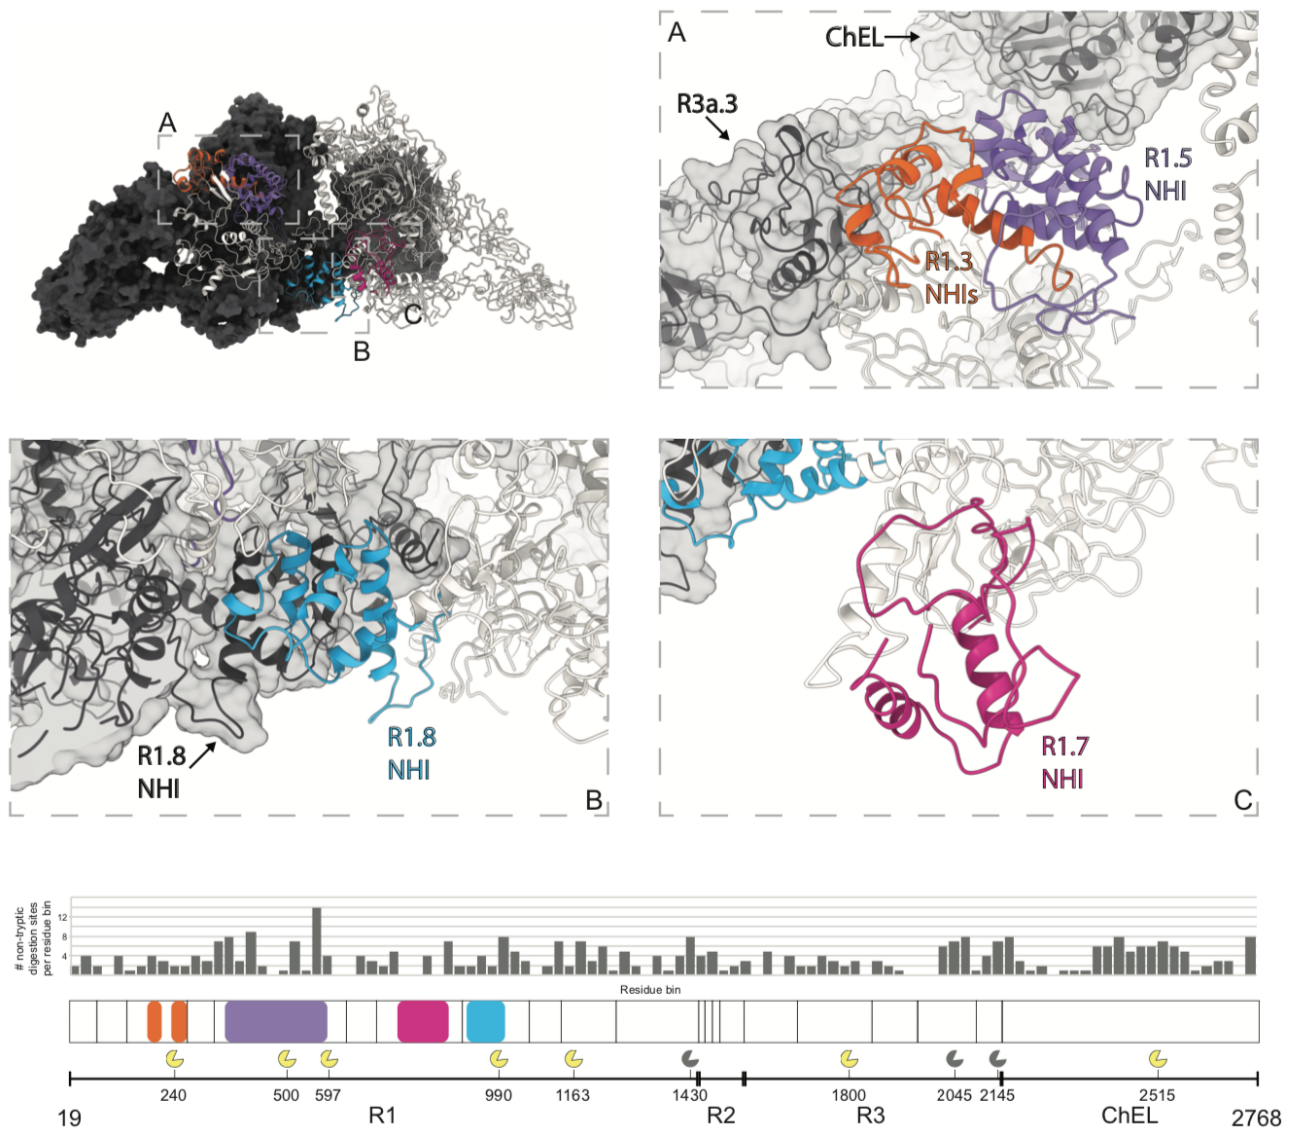 A
B
C
A
ChEL
R3a.3
R1.5
NHI
R1.3
NHIs
R1.8
NHI
R1.8
NHI
B
R1.7
NHI
C
# non-tryptic
digestion sites
per residue bin
12
8
4
Residue bin
240 500 597 990 1163 1430 1800 2045 2145 2515
19 R1 R2 R3 ChEL 2768